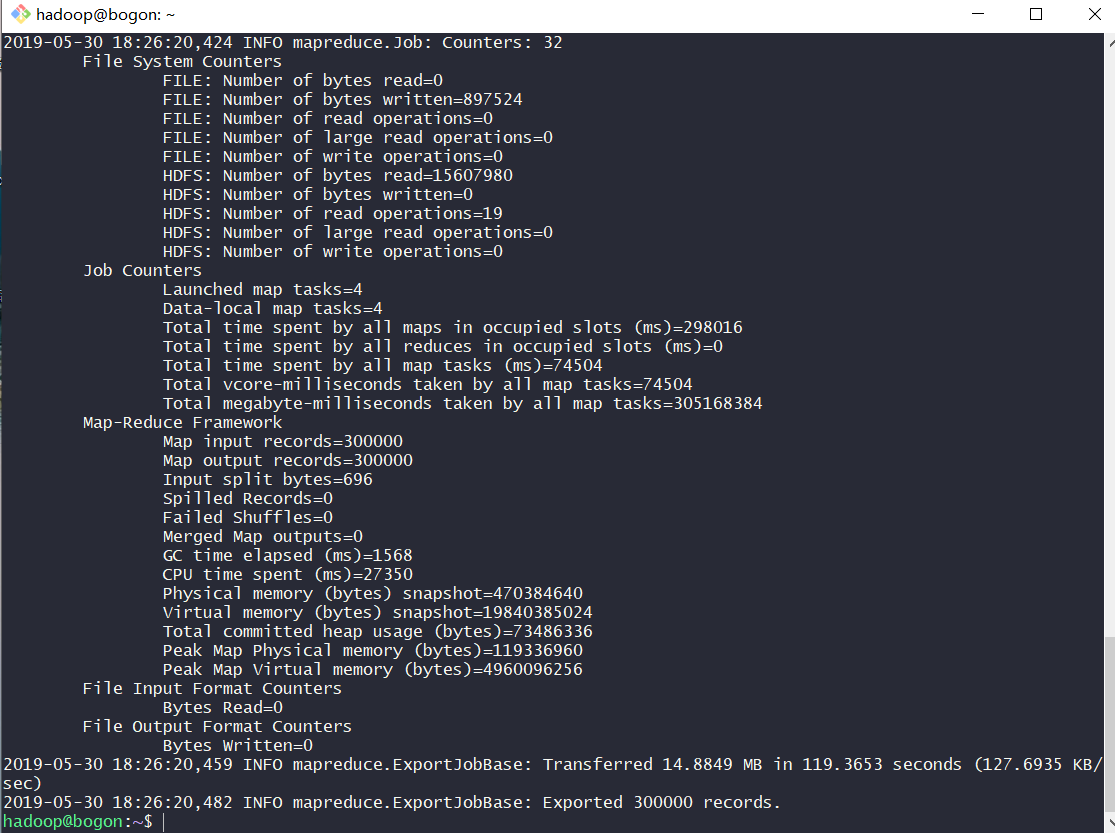 hadoop@bogon: ~
2019-05-30 18:26:20,424 INFO mapreduce.Job: Counters: 32
File System Counters
FILE: Number of bytes read=0
FILE: Number of bytes written=897524
FILE: Number of read operations=0
FILE: Number of large read operations=0
FILE: Number of write operations=0
HDFS: Number of bytes read=15607980
HDFS: Number of bytes written=0
HDFS: Number of read operations=19
HDFS: Number of large read operations=0
HDFS: Number of write operations=0
Job Counters
Launched map tasks=4
Data-local map tasks=4
Total time spent by all maps in occupied slots (ms)=298016
Total time spent by all reduces in occupied slots (ms)=0
Total time spent by all map tasks (ms)=74504
Total vcore-milliseconds taken by all map tasks=74504
Total megabyte-milliseconds taken by all map tasks=305168384
Map-Reduce Framework
Map input records=300000
Map output records=300000
Input split bytes=696
Spilled Records=0
Failed Shuffles=0
Merged Map outputs=0
GC time elapsed (ms)=1568
CPU time spent (ms)=27350
Physical memory (bytes) snapshot=470384640
Virtual memory (bytes) snapshot=19840385024
Total committed heap usage (bytes)=73486336
Peak Map Physical memory (bytes)=119336960
Peak Map Virtual memory (bytes)=4960096256
File Input Format Counters
Bytes Read=0
File Output Format Counters
Bytes Written=0
2019-05-30 18:26:20,459 INFO mapreduce.ExportJobBase: Transferred 14.8849 MB in 119.3653 seconds (127.6935 KB/
sec)
2019-05-30 18:26:20,482 INFO mapreduce.ExportJobBase: Exported 300000 records.
hadoop@bogon:~$